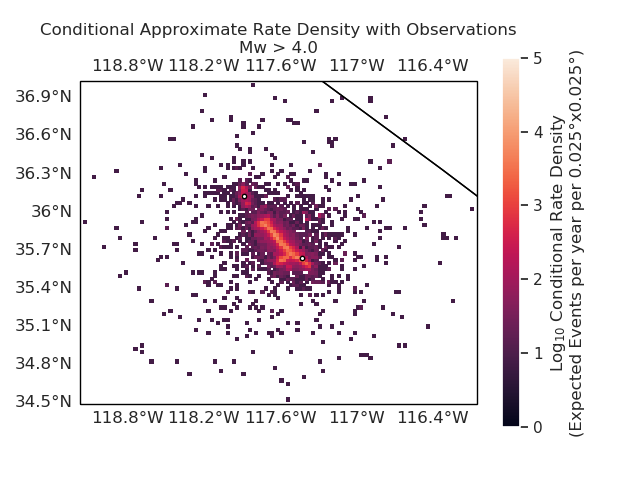 Conditional Approximate Rate Density with Observations
Mw > 4.0
118.8°W 118.2°W 117.6°W 117°W 116.4°W
36.9°N
36.6°N
36.3°N
36°N
35.7°N
35.4°N
35.1°N
34.8°N
34.5°N
118.8°W 118.2°W 117.6°W 117°W 116.4°W
5
4
3
2
1
0
Log₁₀ Conditional Rate Density
(Expected Events per year per 0.025°x0.025°)